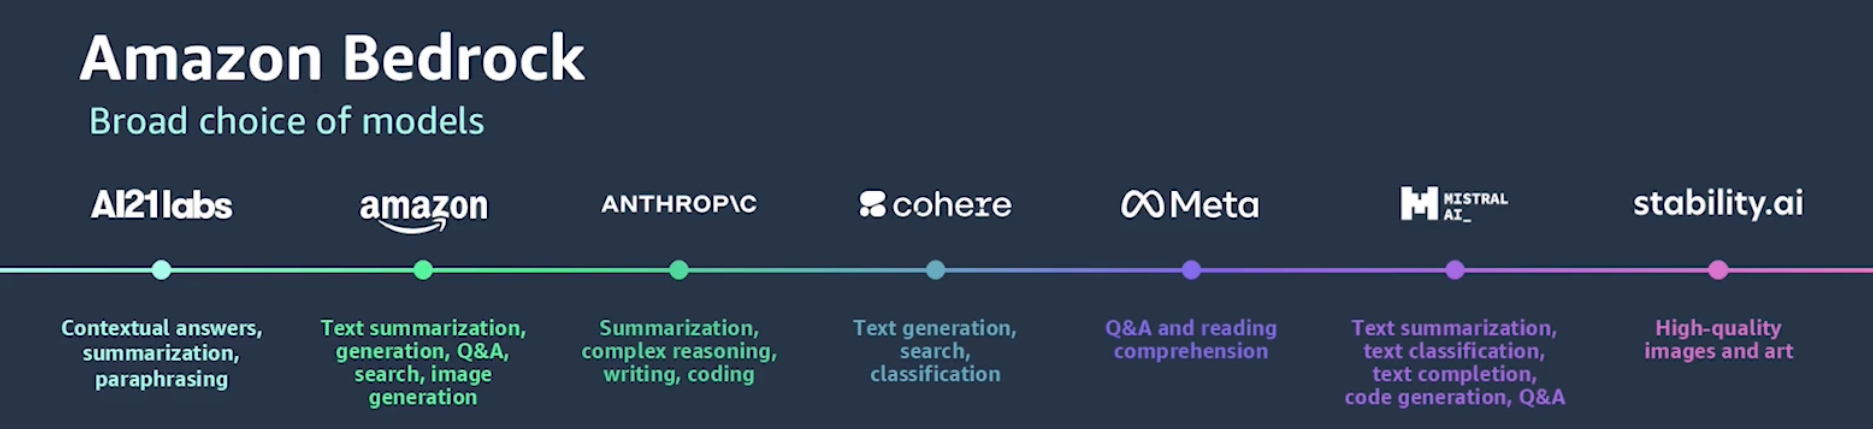 Amazon Bedrock
Broad choice of models
AI21labs
amazon
ANTHROP\C
cohere
Meta
MISTRAL
AI_
stability.ai
Contextual answers,
summarization,
paraphrasing
Text summarization,
generation, Q&A,
search, image
generation
Summarization,
complex reasoning,
writing, coding
Text generation,
search,
classification
Q&A and reading
comprehension
Text summarization,
text classification,
text completion,
code generation, Q&A
High-quality
images and art